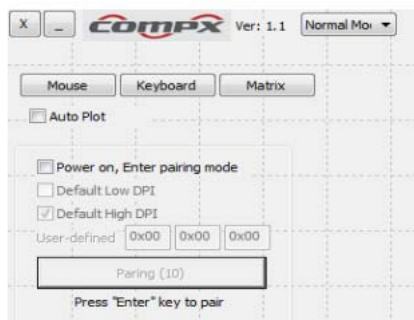 X _ COMPX Ver: 1.1 Normal Mo
Mouse Keyboard Matrix
Auto Plot
Power on, Enter pairing mode
Default Low DPI
Default High DPI
User-defined 0x00 0x00 0x00
Paring (10)
Press "Enter" key to pair